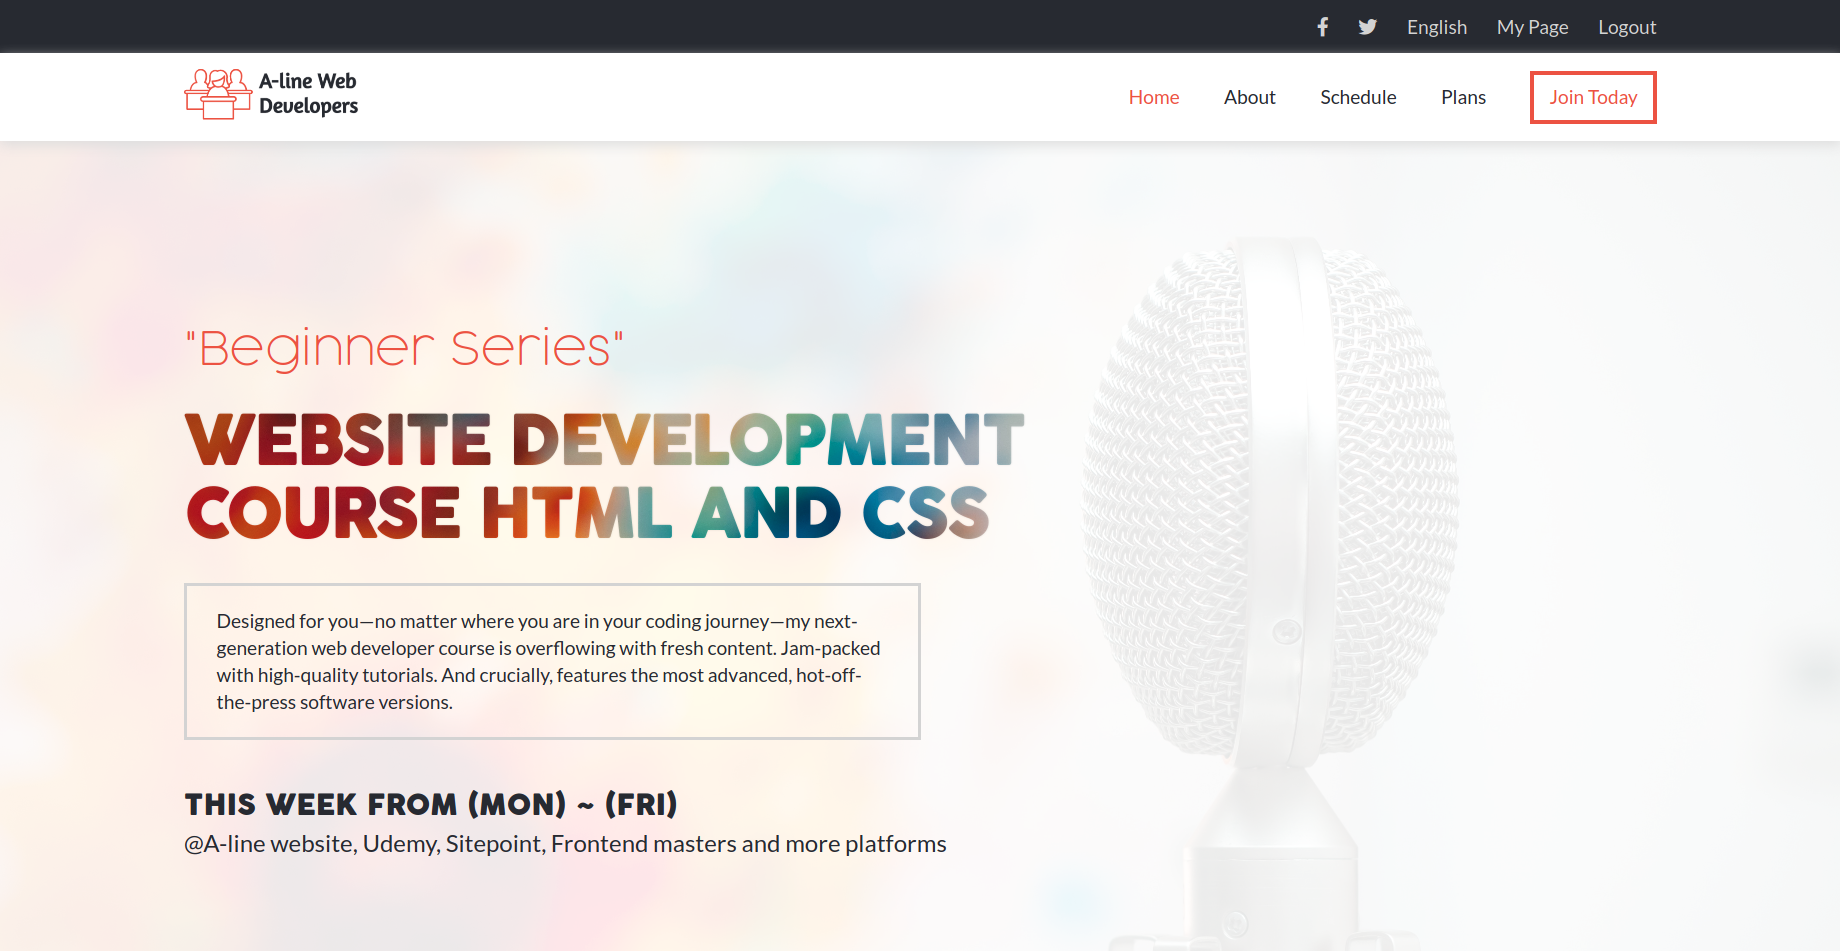 English My Page Logout
A-line Web
Developers
Home About Schedule Plans Join Today
"Beginner Series"
WEBSITE DEVELOPMENT
COURSE HTML AND CSS
Designed for you—no matter where you are in your coding journey—my next-
generation web developer course is overflowing with fresh content. Jam-packed
with high-quality tutorials. And crucially, features the most advanced, hot-off-
the-press software versions.
THIS WEEK FROM (MON) ~ (FRI)
@A-line website, Udemy, Sitepoint, Frontend masters and more platforms